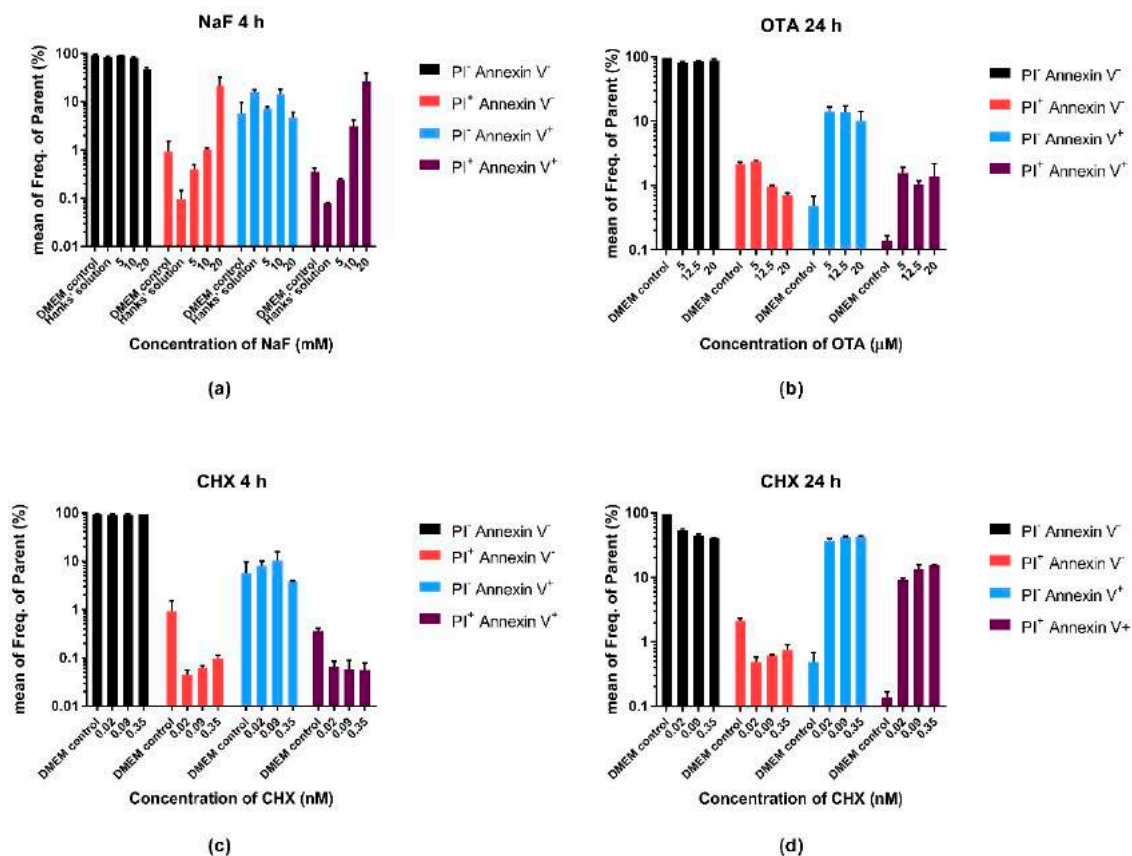 NaF 4 h
mean of Freq. of Parent (%)
100
10
1
0.1
0.01
DMEM control
Hanks' solution
5
10
20
DMEM control
Hanks' solution
5
10
20
DMEM control
Hanks' solution
5
10
20
DMEM control
Hanks' solution
5
10
20
Concentration of NaF (mM)
PI⁻ Annexin V⁻
PI⁺ Annexin V⁻
PI⁻ Annexin V⁺
PI⁺ Annexin V⁺
(a)
OTA 24 h
mean of Freq. of Parent (%)
100
10
1
0.1
DMEM control
5
12.5
20
DMEM control
5
12.5
20
DMEM control
5
12.5
20
DMEM control
5
12.5
20
Concentration of OTA (μM)
PI⁻ Annexin V⁻
PI⁺ Annexin V⁻
PI⁻ Annexin V⁺
PI⁺ Annexin V⁺
(b)
CHX 4 h
mean of Freq. of Parent (%)
100
10
1
0.1
0.01
DMEM control
0.02
0.09
0.35
DMEM control
0.02
0.09
0.35
DMEM control
0.02
0.09
0.35
DMEM control
0.02
0.09
0.35
Concentration of CHX (nM)
PI⁻ Annexin V⁻
PI⁺ Annexin V⁻
PI⁻ Annexin V⁺
PI⁺ Annexin V⁺
(c)
CHX 24 h
mean of Freq. of Parent (%)
100
10
1
0.1
DMEM control
0.02
0.09
0.35
DMEM control
0.02
0.09
0.35
DMEM control
0.02
0.09
0.35
DMEM control
0.02
0.09
0.35
Concentration of CHX (nM)
PI⁻ Annexin V⁻
PI⁺ Annexin V⁻
PI⁻ Annexin V⁺
PI⁺ Annexin V+
(d)